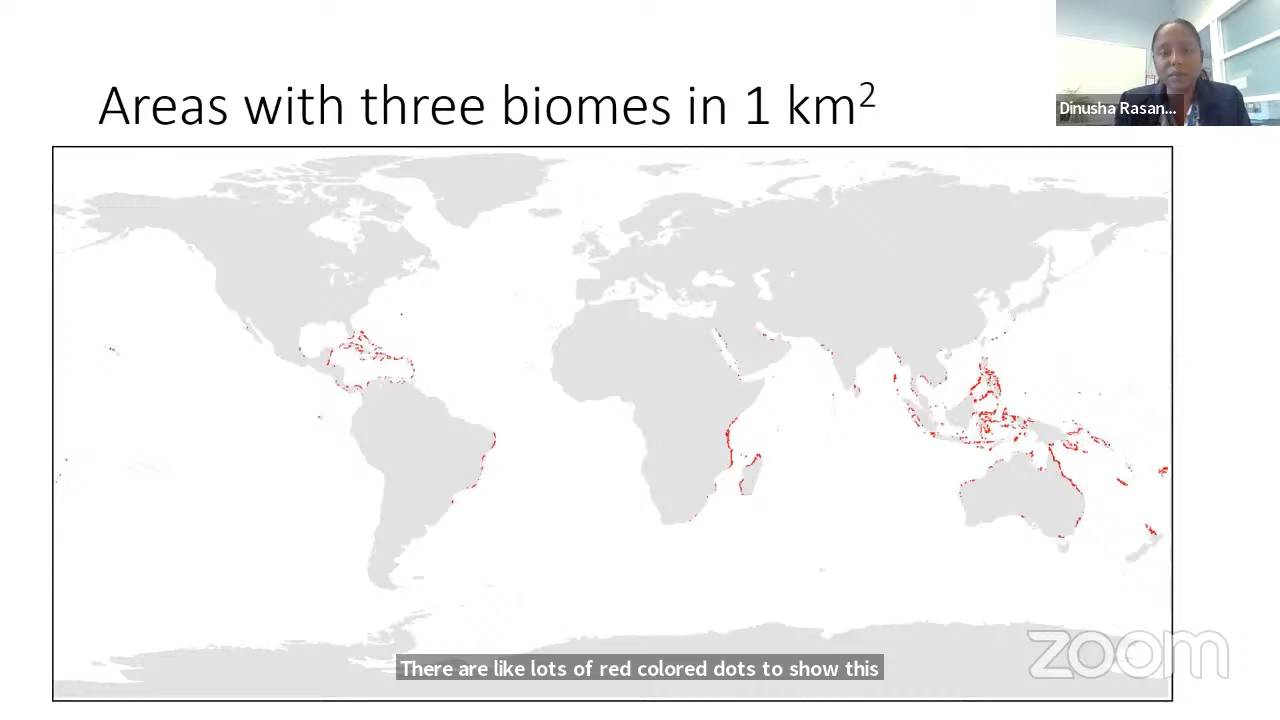 Areas with three biomes in 1 km²
Dinusha Rasan...
There are like lots of red colored dots to show this
zoom